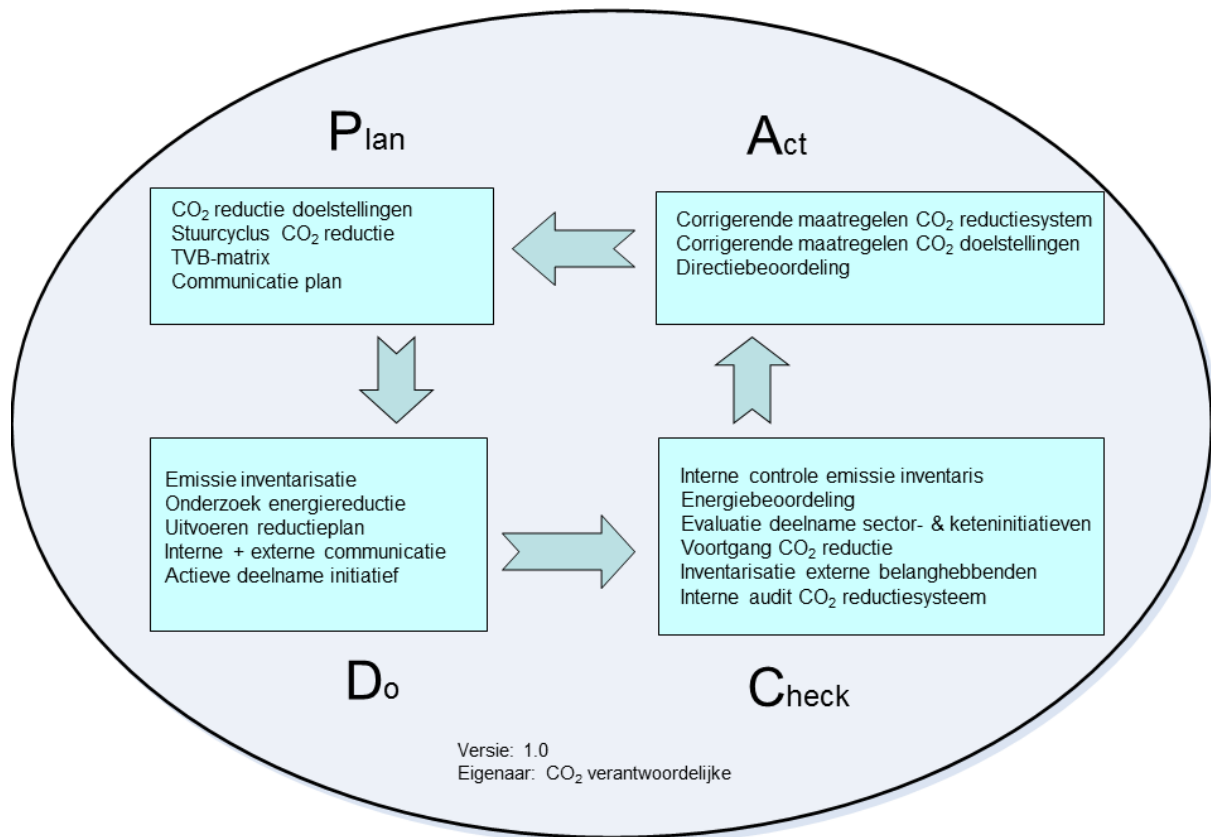 Plan
CO₂ reductie doelstellingen
Stuurcyclus CO₂ reductie
TVB-matrix
Communicatie plan
Act
Corrigerende maatregelen CO₂ reductiesystem
Corrigerende maatregelen CO₂ doelstellingen
Directiebeoordeling
Emissie inventarisatie
Onderzoek energiereductie
Uitvoeren reductieplan
Interne + externe communicatie
Actieve deelname initiatief
Do
Interne controle emissie inventaris
Energiebeoordeling
Evaluatie deelname sector- & keteninitiatieven
Voortgang CO₂ reductie
Inventarisatie externe belanghebbenden
Interne audit CO₂ reductiesysteem
Check
Versie: 1.0
Eigenaar: CO₂ verantwoordelijke